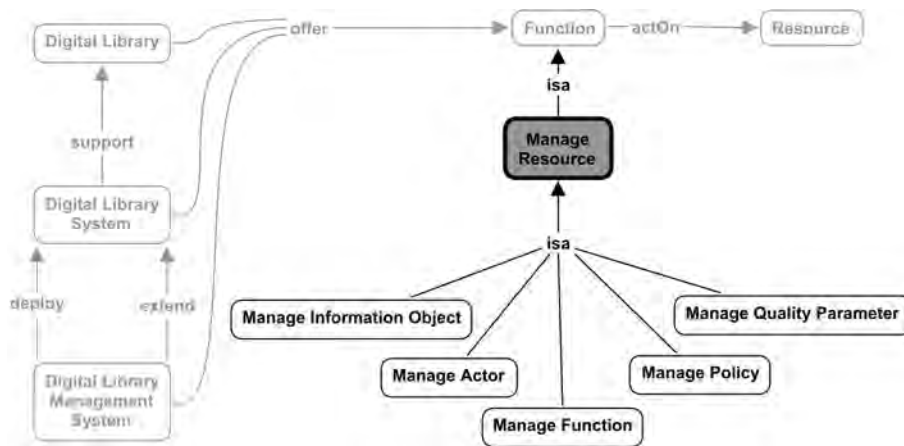 Digital Library
offer
Function
actOn
Resource
isa
support
Manage
Resource
Digital Library
System
isa
deploy
extend
Manage Information Object
Manage Quality Parameter
Manage Actor
Manage Policy
Digital Library
Management
System
Manage Function